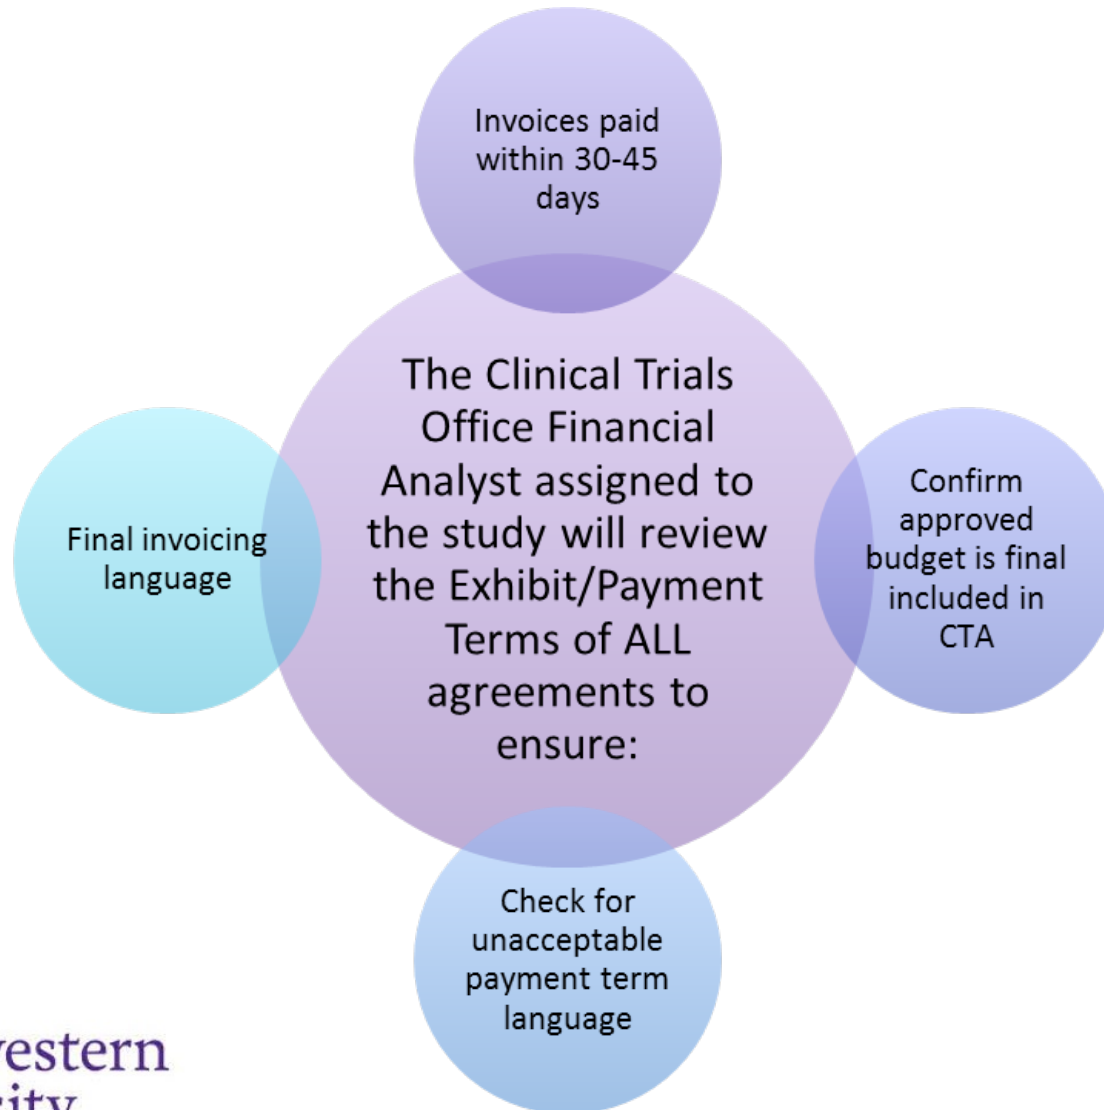 Invoices paid
within 30-45
days
The Clinical Trials
Office Financial
Analyst assigned to
the study will review
the Exhibit/Payment
Terms of ALL
agreements to
ensure:
Confirm
approved
budget is final
included in
CTA
Check for
unacceptable
payment term
language
Final invoicing
language